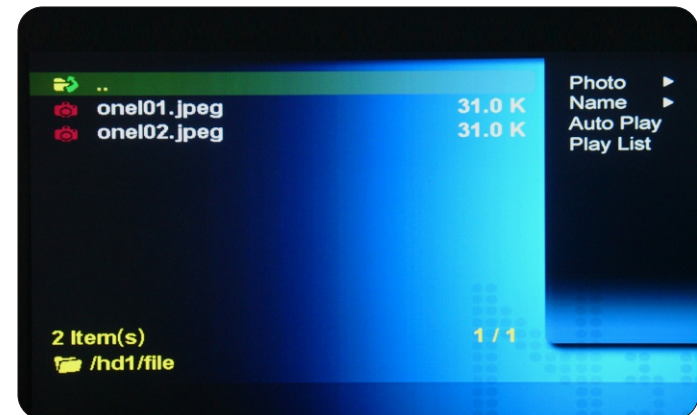 ..
onel01.jpeg 31.0 K
onel02.jpeg 31.0 K
Photo ►
Name ►
Auto Play
Play List
2 Item(s) 1 / 1
/hd1/file